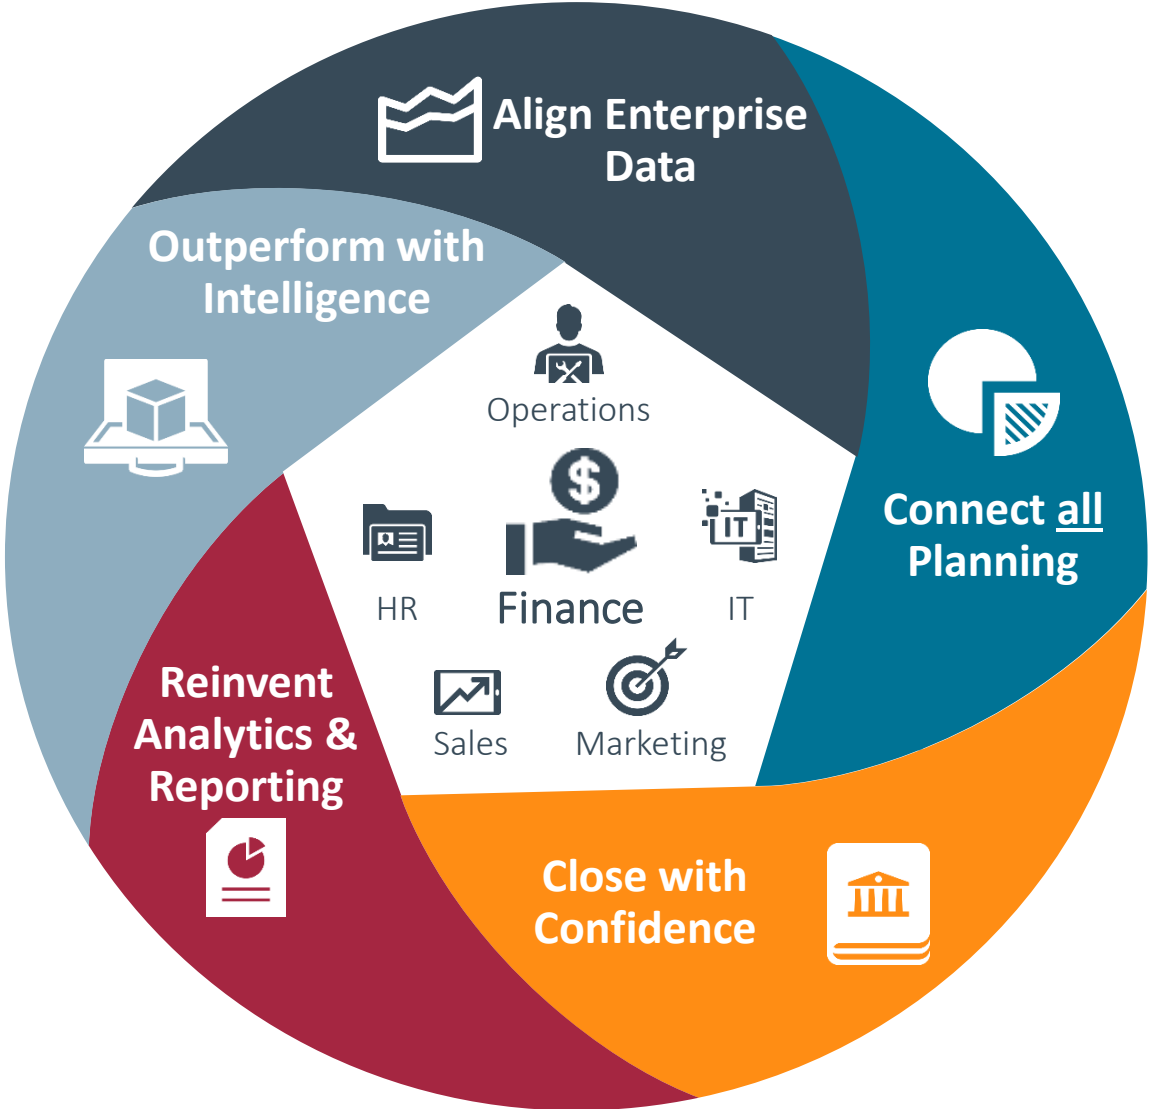 Align Enterprise
Data
Outperform with
Intelligence
Operations
Connect all
Planning
IT
HR
Finance
IT
Reinvent
Analytics &
Reporting
Sales
Marketing
Close with
Confidence